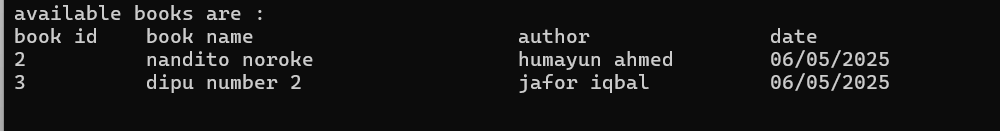 available books are :
book id    book name                      author               date
2          nandito noroke                 humayun ahmed        06/05/2025
3          dipu number 2                  jafor iqbal          06/05/2025